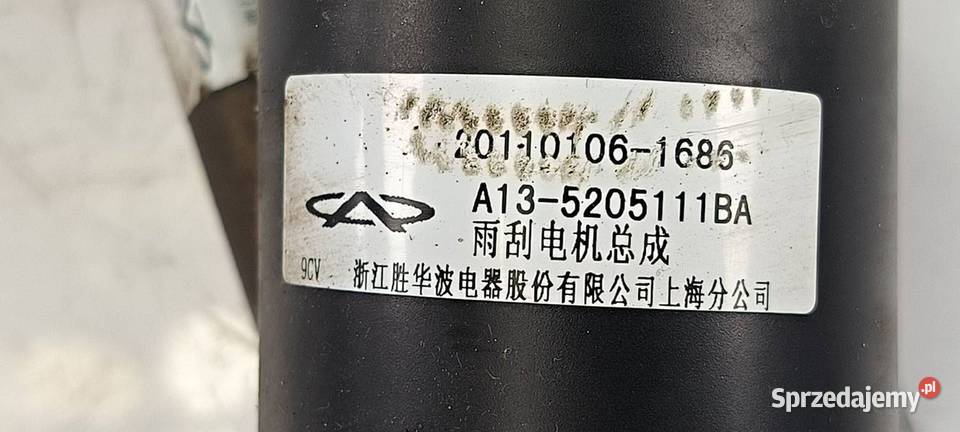 20110106-1686
A13-5205111BA
雨刮电机总成
9CV 浙江胜华波电器股份有限公司上海分公司
Sprzedajemy.pl